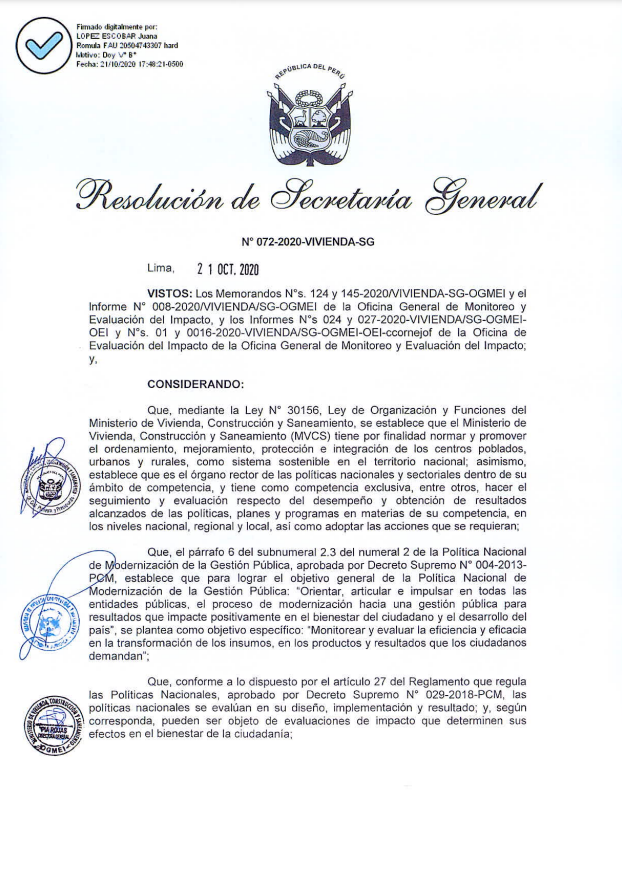 Firmado digitalmente por:
LOPEZ ESCOBAR Juana
Romula FAU 20504743307 hard
Motivo: Doy V° B°
Fecha: 21/10/2020 17:48:21-0500
REPÚBLICA DEL PERÚ
Resolución de Secretaría General
N° 072-2020-VIVIENDA-SG
Lima, 21 OCT. 2020
VISTOS: Los Memorandos N°s. 124 y 145-2020/VIVIENDA-SG-OGMEI y el
Informe N° 008-2020/VIVIENDA/SG-OGMEI de la Oficina General de Monitoreo y
Evaluación del Impacto, y los Informes N°s 024 y 027-2020-VIVIENDA/SG-OGMEI-
OEI y N°s. 01 y 0016-2020-VIVIENDA/SG-OGMEI-OEI-ccornejof de la Oficina de
Evaluación del Impacto de la Oficina General de Monitoreo y Evaluación del Impacto;
y,
CONSIDERANDO:
Que, mediante la Ley N° 30156, Ley de Organización y Funciones del
Ministerio de Vivienda, Construcción y Saneamiento, se establece que el Ministerio de
Vivienda, Construcción y Saneamiento (MVCS) tiene por finalidad normar y promover
el ordenamiento, mejoramiento, protección e integración de los centros poblados,
urbanos y rurales, como sistema sostenible en el territorio nacional; asimismo,
establece que es el órgano rector de las políticas nacionales y sectoriales dentro de su
ámbito de competencia, y tiene como competencia exclusiva, entre otros, hacer el
seguimiento y evaluación respecto del desempeño y obtención de resultados
alcanzados de las políticas, planes y programas en materias de su competencia, en
los niveles nacional, regional y local, así como adoptar las acciones que se requieran;
Que, el párrafo 6 del subnumeral 2.3 del numeral 2 de la Política Nacional
de Modernización de la Gestión Pública, aprobada por Decreto Supremo N° 004-2013-
PCM, establece que para lograr el objetivo general de la Política Nacional de
Modernización de la Gestión Pública: "Orientar, articular e impulsar en todas las
entidades públicas, el proceso de modernización hacia una gestión pública para
resultados que impacte positivamente en el bienestar del ciudadano y el desarrollo del
país", se plantea como objetivo específico: "Monitorear y evaluar la eficiencia y eficacia
en la transformación de los insumos, en los productos y resultados que los ciudadanos
demandan";
Que, conforme a lo dispuesto por el artículo 27 del Reglamento que regula
las Políticas Nacionales, aprobado por Decreto Supremo N° 029-2018-PCM, las
políticas nacionales se evalúan en su diseño, implementación y resultado; y, según
corresponda, pueden ser objeto de evaluaciones de impacto que determinen sus
efectos en el bienestar de la ciudadanía;
PIA ROJAS
DIRECTORA GENERAL
OGMEI